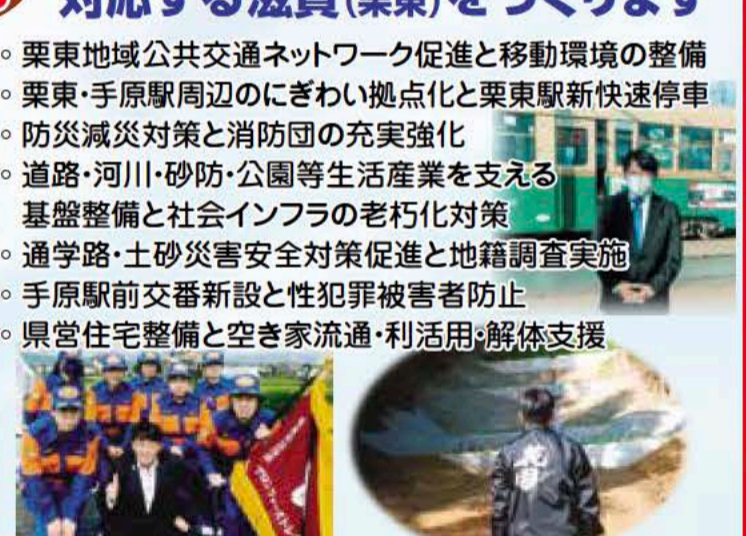 対応する滋賀(栗東)をつくります
○ 栗東地域公共交通ネットワーク促進と移動環境の整備
○ 栗東・手原駅周辺のにぎわい拠点化と栗東駅新快速停車
○ 防災減災対策と消防団の充実強化
○ 道路・河川・砂防・公園等生活産業を支える
基盤整備と社会インフラの老朽化対策
○ 通学路・土砂災害安全対策促進と地籍調査実施
○ 手原駅前交番新設と性犯罪被害者防止
○ 県営住宅整備と空き家流通・利活用・解体支援